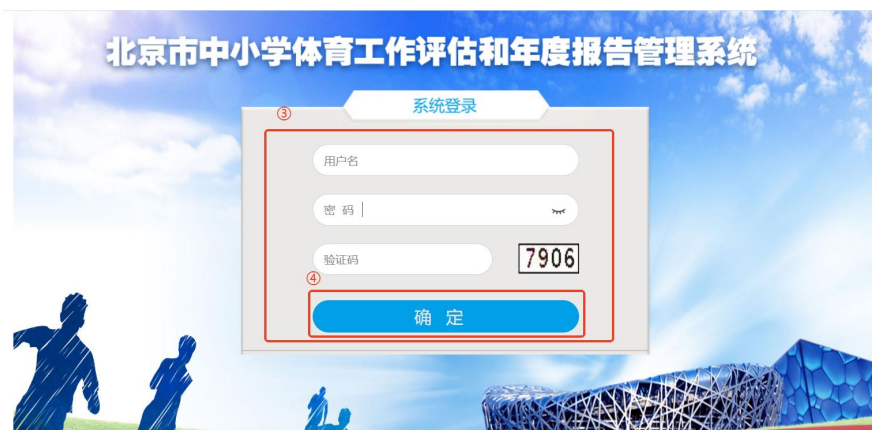 北京市中小学体育工作评估和年度报告管理系统
系统登录
③
用户名
密 码
验证码
7906
④
确 定